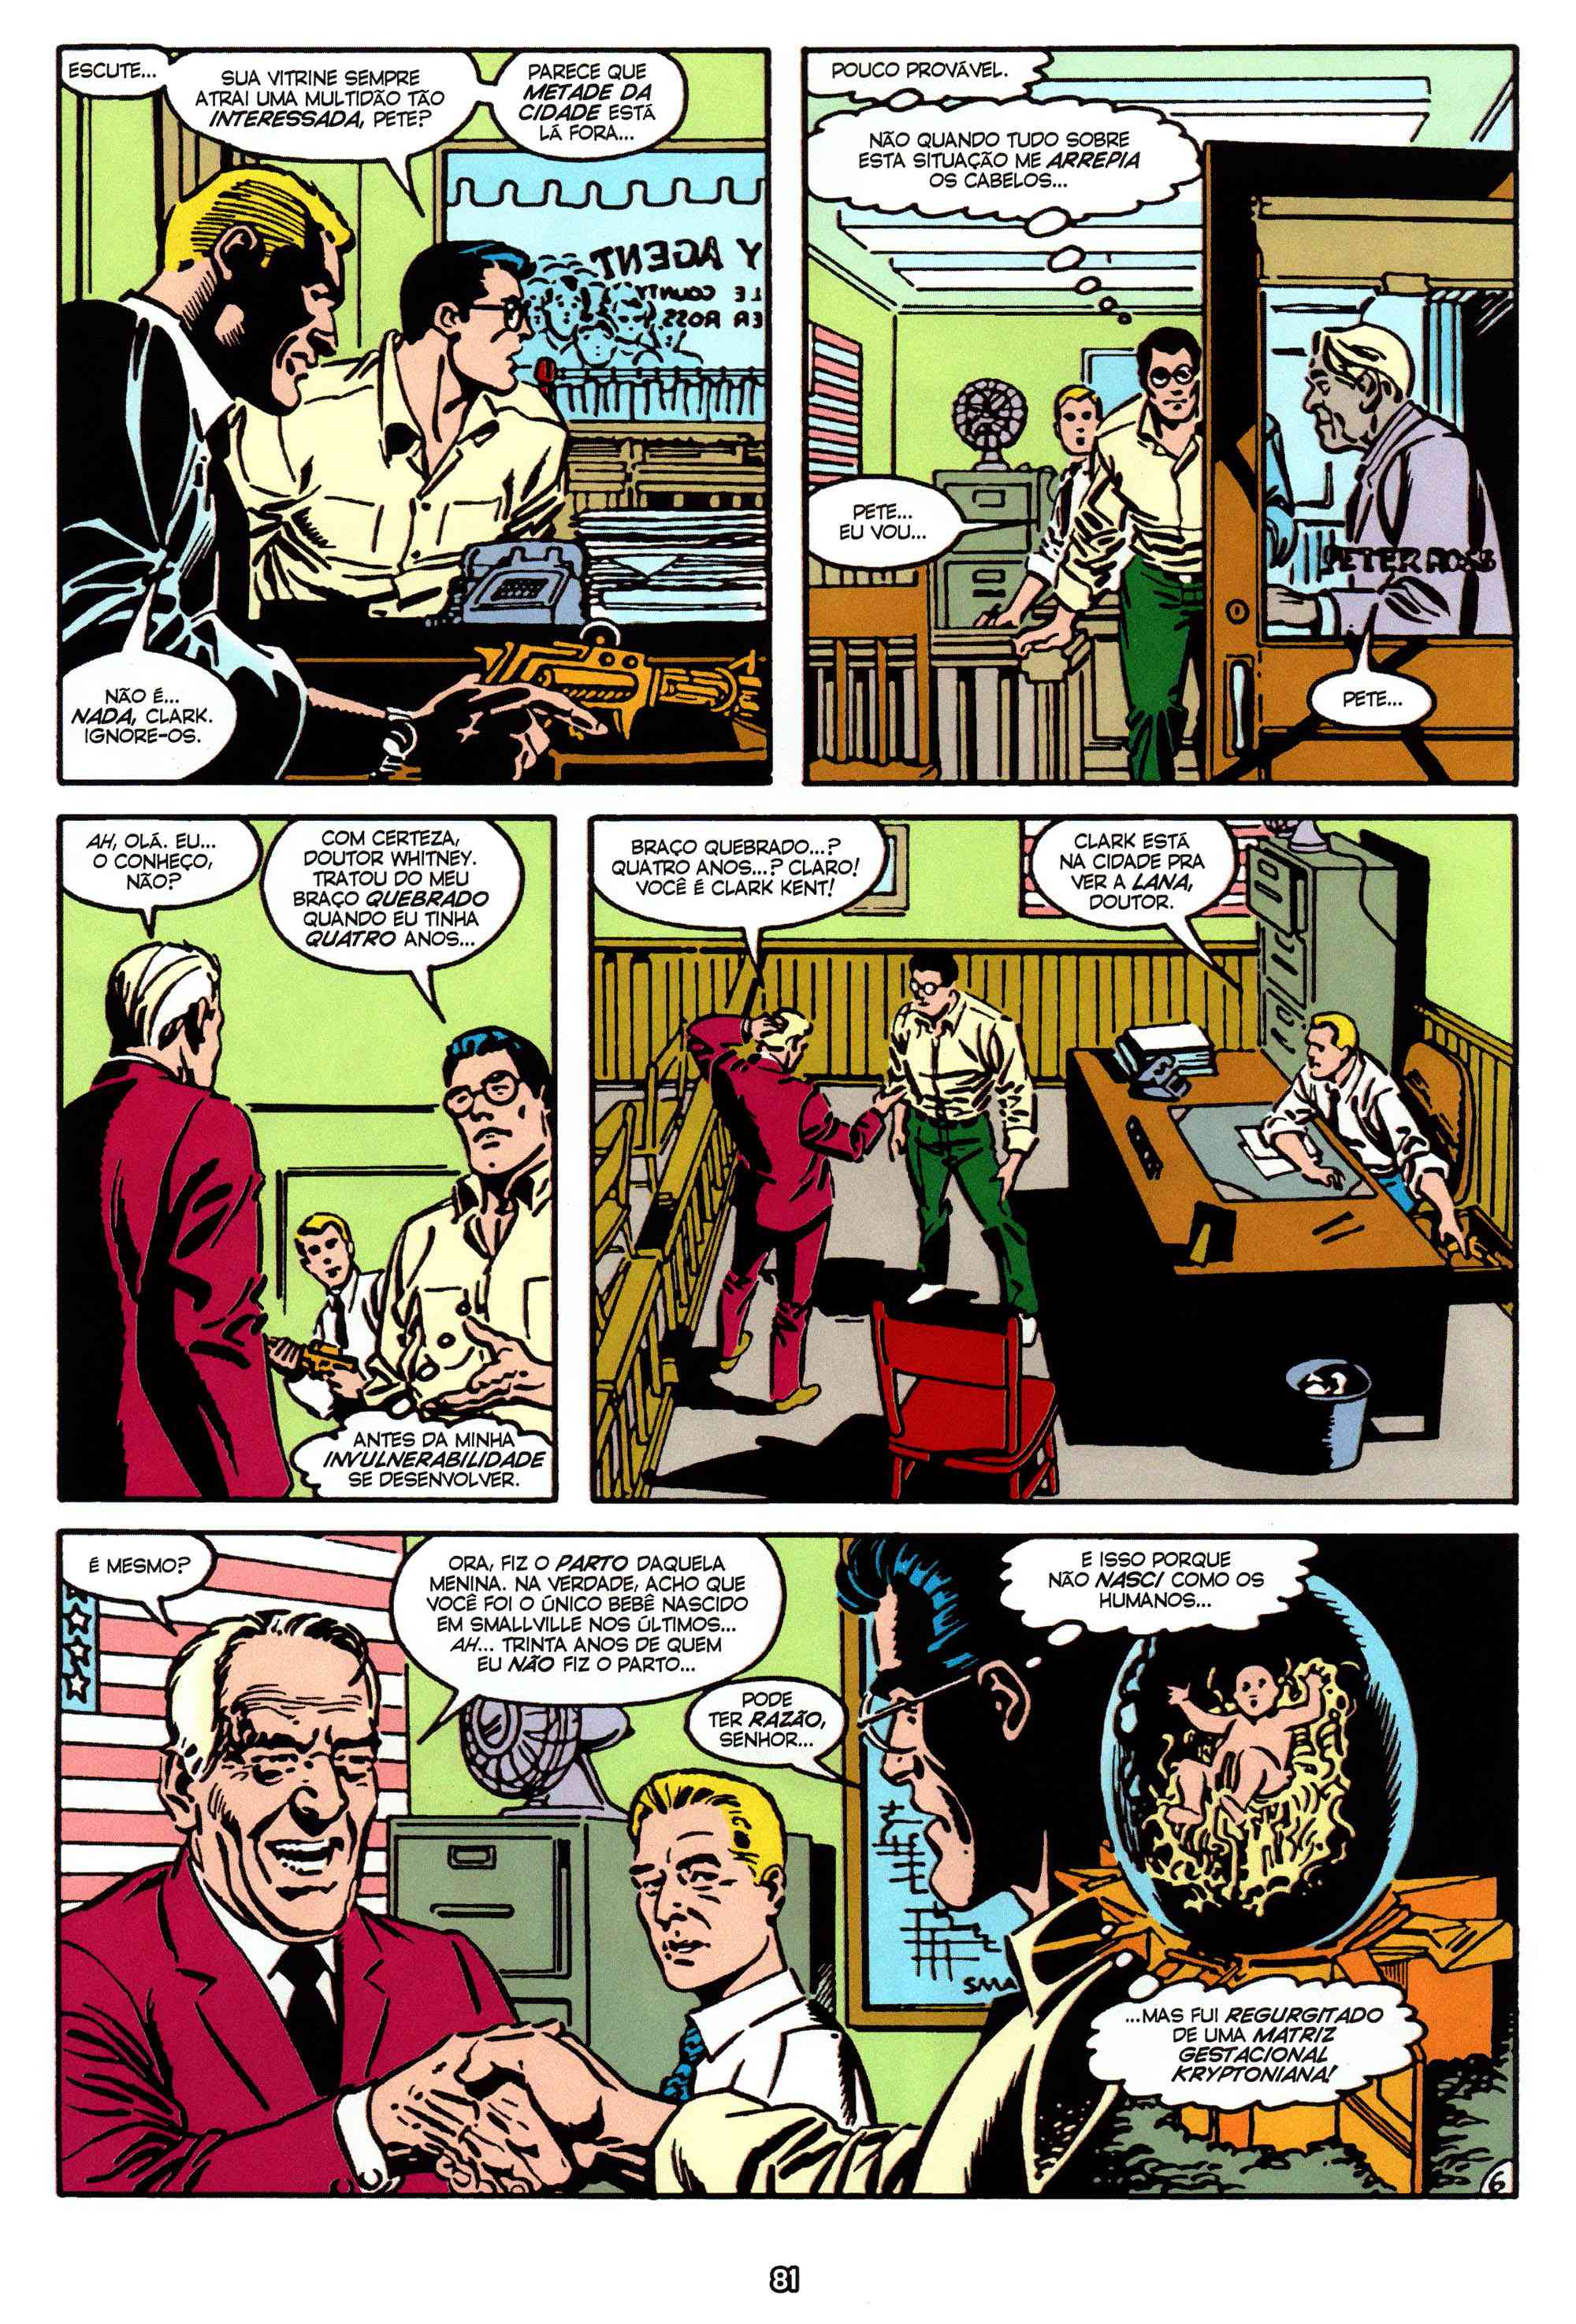 ESCUTE...
SUA VITRINE SEMPRE
ATRAI UMA MULTIDÃO TÃO
INTERESSADA, PETE?
PARECE QUE
METADE DA
CIDADE ESTÁ
LÁ FORA...
Y AGENT
LE COUNTY
ER ROSS
NÃO É...
NADA, CLARK.
IGNORE-OS.
POUCO PROVÁVEL.
NÃO QUANDO TUDO SOBRE
ESTA SITUAÇÃO ME ARREPIA
OS CABELOS...
PETE...
EU VOU...
PETER ROSS
PETE...
AH, OLÁ. EU...
O CONHEÇO,
NÃO?
COM CERTEZA,
DOUTOR WHITNEY.
TRATOU DO MEU
BRAÇO QUEBRADO
QUANDO EU TINHA
QUATRO ANOS...
ANTES DA MINHA
INVULNERABILIDADE
SE DESENVOLVER.
BRAÇO QUEBRADO...?
QUATRO ANOS...? CLARO!
VOCÊ É CLARK KENT!
CLARK ESTÁ
NA CIDADE PRA
VER A LANA,
DOUTOR.
É MESMO?
ORA, FIZ O PARTO DAQUELA
MENINA. NA VERDADE, ACHO QUE
VOCÊ FOI O ÚNICO BEBÊ NASCIDO
EM SMALLVILLE NOS ÚLTIMOS...
AH... TRINTA ANOS DE QUEM
EU NÃO FIZ O PARTO...
PODE
TER RAZÃO,
SENHOR...
SMA
E ISSO PORQUE
NÃO NASCI COMO OS
HUMANOS...
...MAS FUI REGURGITADO
DE UMA MATRIZ
GESTACIONAL
KRYPTONIANA!
6
81